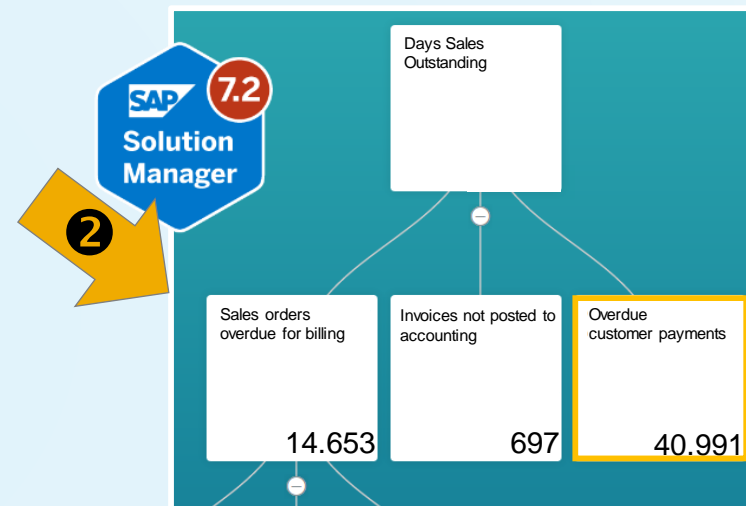 Days Sales
Outstanding
SAP
7.2
Solution
Manager
2
Sales orders
overdue for billing
14.653
Invoices not posted to
accounting
697
Overdue
customer payments
40.991